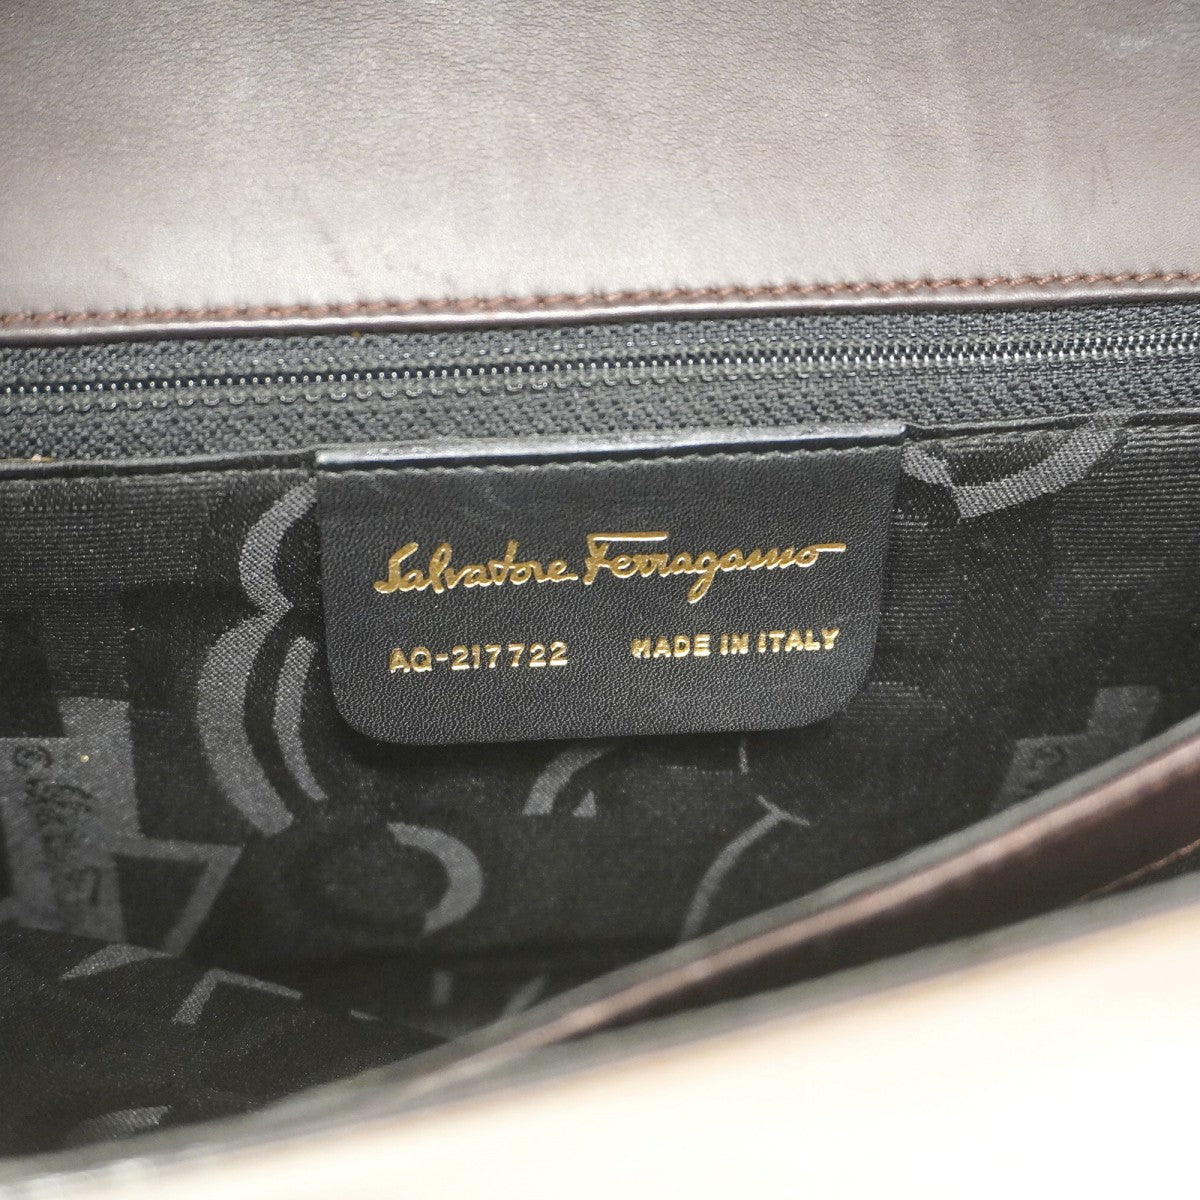 Salvatore Ferragamo
AQ-217722 MADE IN ITALY